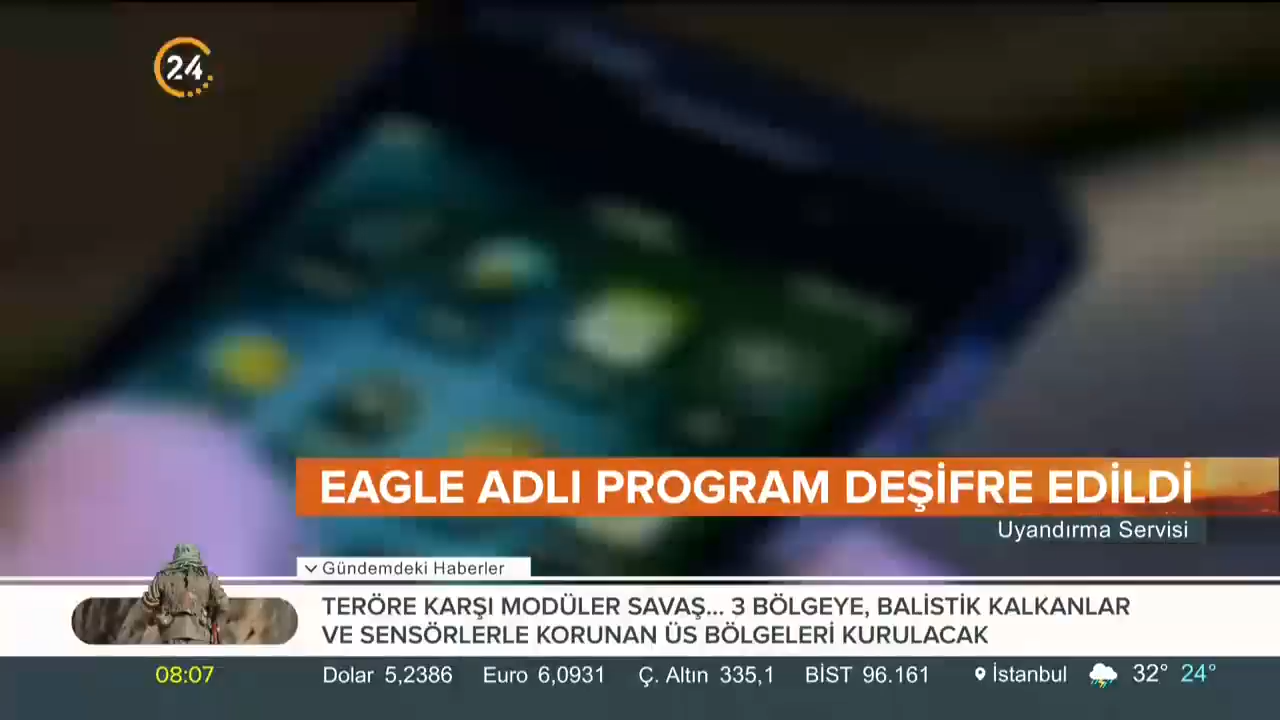 24
EAGLE ADLI PROGRAM DEŞİFRE EDİLDİ
Uyandırma Servisi
Gündemdeki Haberler
TERÖRE KARŞI MODÜLER SAVAŞ... 3 BÖLGEYE, BALİSTİK KALKANLAR
VE SENSÖRLERLE KORUNAN ÜS BÖLGELERİ KURULACAK
08:07 Dolar 5,2386 Euro 6,0931 Ç. Altın 335,1 BİST 96.161 İstanbul 32° 24°